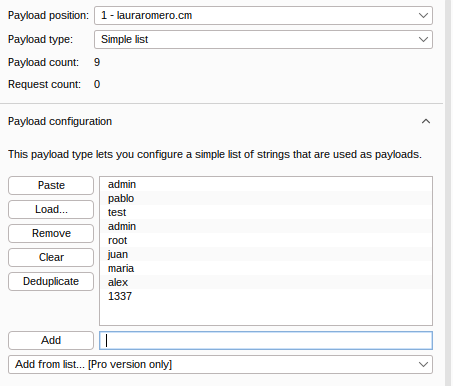 Payload position: 1 - lauraromero.cm
Payload type: Simple list
Payload count: 9
Request count: 0
Payload configuration
This payload type lets you configure a simple list of strings that are used as payloads.
Paste
Load...
Remove
Clear
Deduplicate
admin
pablo
test
admin
root
juan
maria
alex
1337
Add
Add from list... [Pro version only]